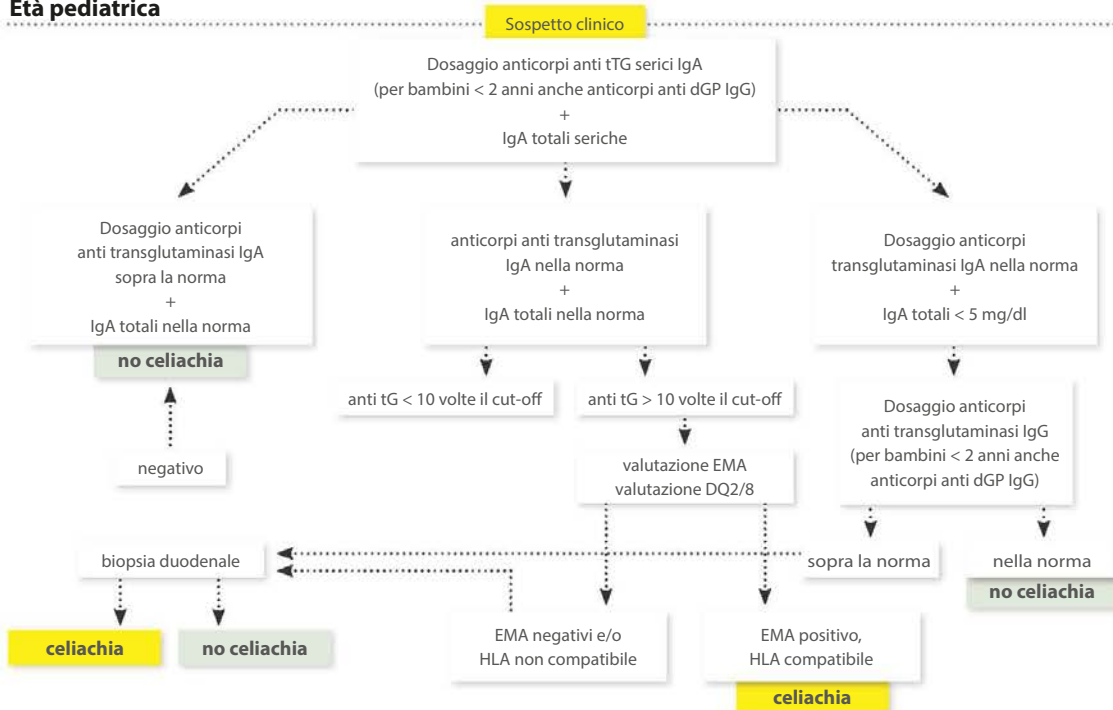 Età pediatrica
Sospetto clinico
Dosaggio anticorpi anti tTG serici IgA
(per bambini < 2 anni anche anticorpi anti dGP IgG)
+
IgA totali seriche
Dosaggio anticorpi
anti transglutaminasi IgA
sopra la norma
+
IgA totali nella norma
no celiachia
anticorpi anti transglutaminasi
IgA nella norma
+
IgA totali nella norma
Dosaggio anticorpi
transglutaminasi IgA nella norma
+
IgA totali < 5 mg/dl
anti tG < 10 volte il cut-off
anti tG > 10 volte il cut-off
Dosaggio anticorpi
anti transglutaminasi IgG
(per bambini < 2 anni anche
anticorpi anti dGP IgG)
negativo
valutazione EMA
valutazione DQ2/8
biopsia duodenale
sopra la norma
nella norma
no celiachia
celiachia
no celiachia
EMA negativi e/o
HLA non compatibile
EMA positivo,
HLA compatibile
celiachia